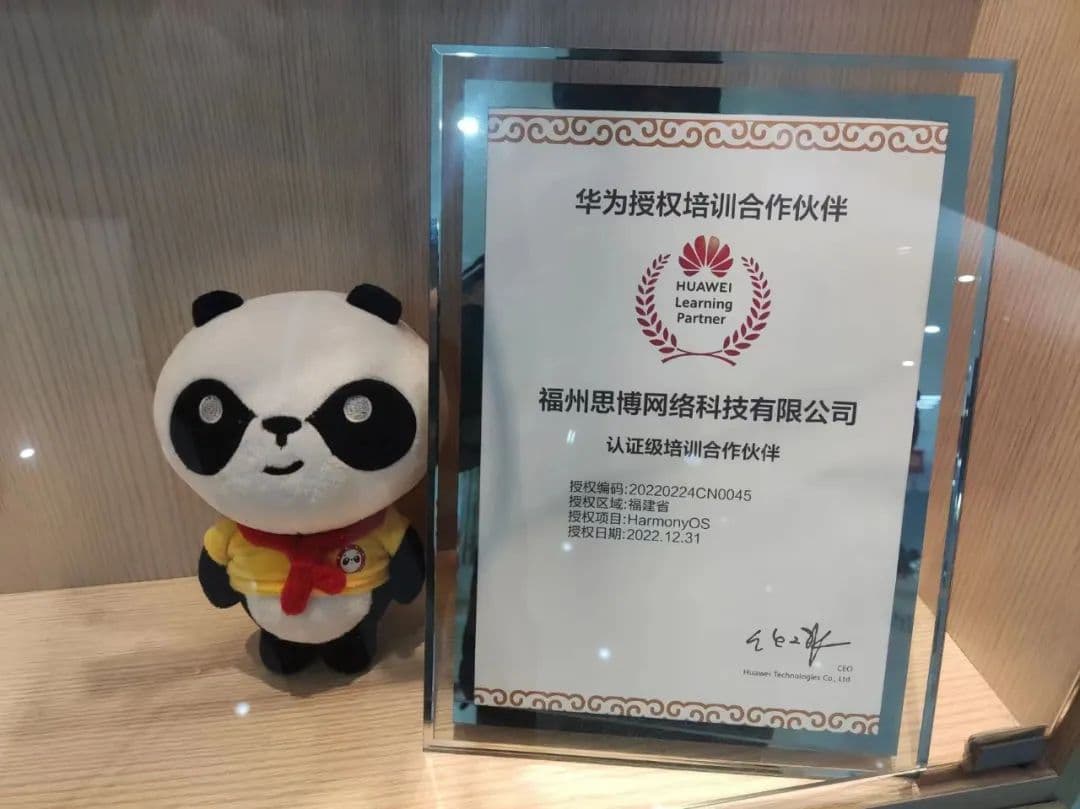 华为授权培训合作伙伴
HUAWEI
Learning
Partner
福州思博网络科技有限公司
认证级培训合作伙伴
授权编码:20220224CN0045
授权区域:福建省
授权项目:HarmonyOS
授权日期:2022.12.31
CEO
Huawei Technologies Co., Ltd